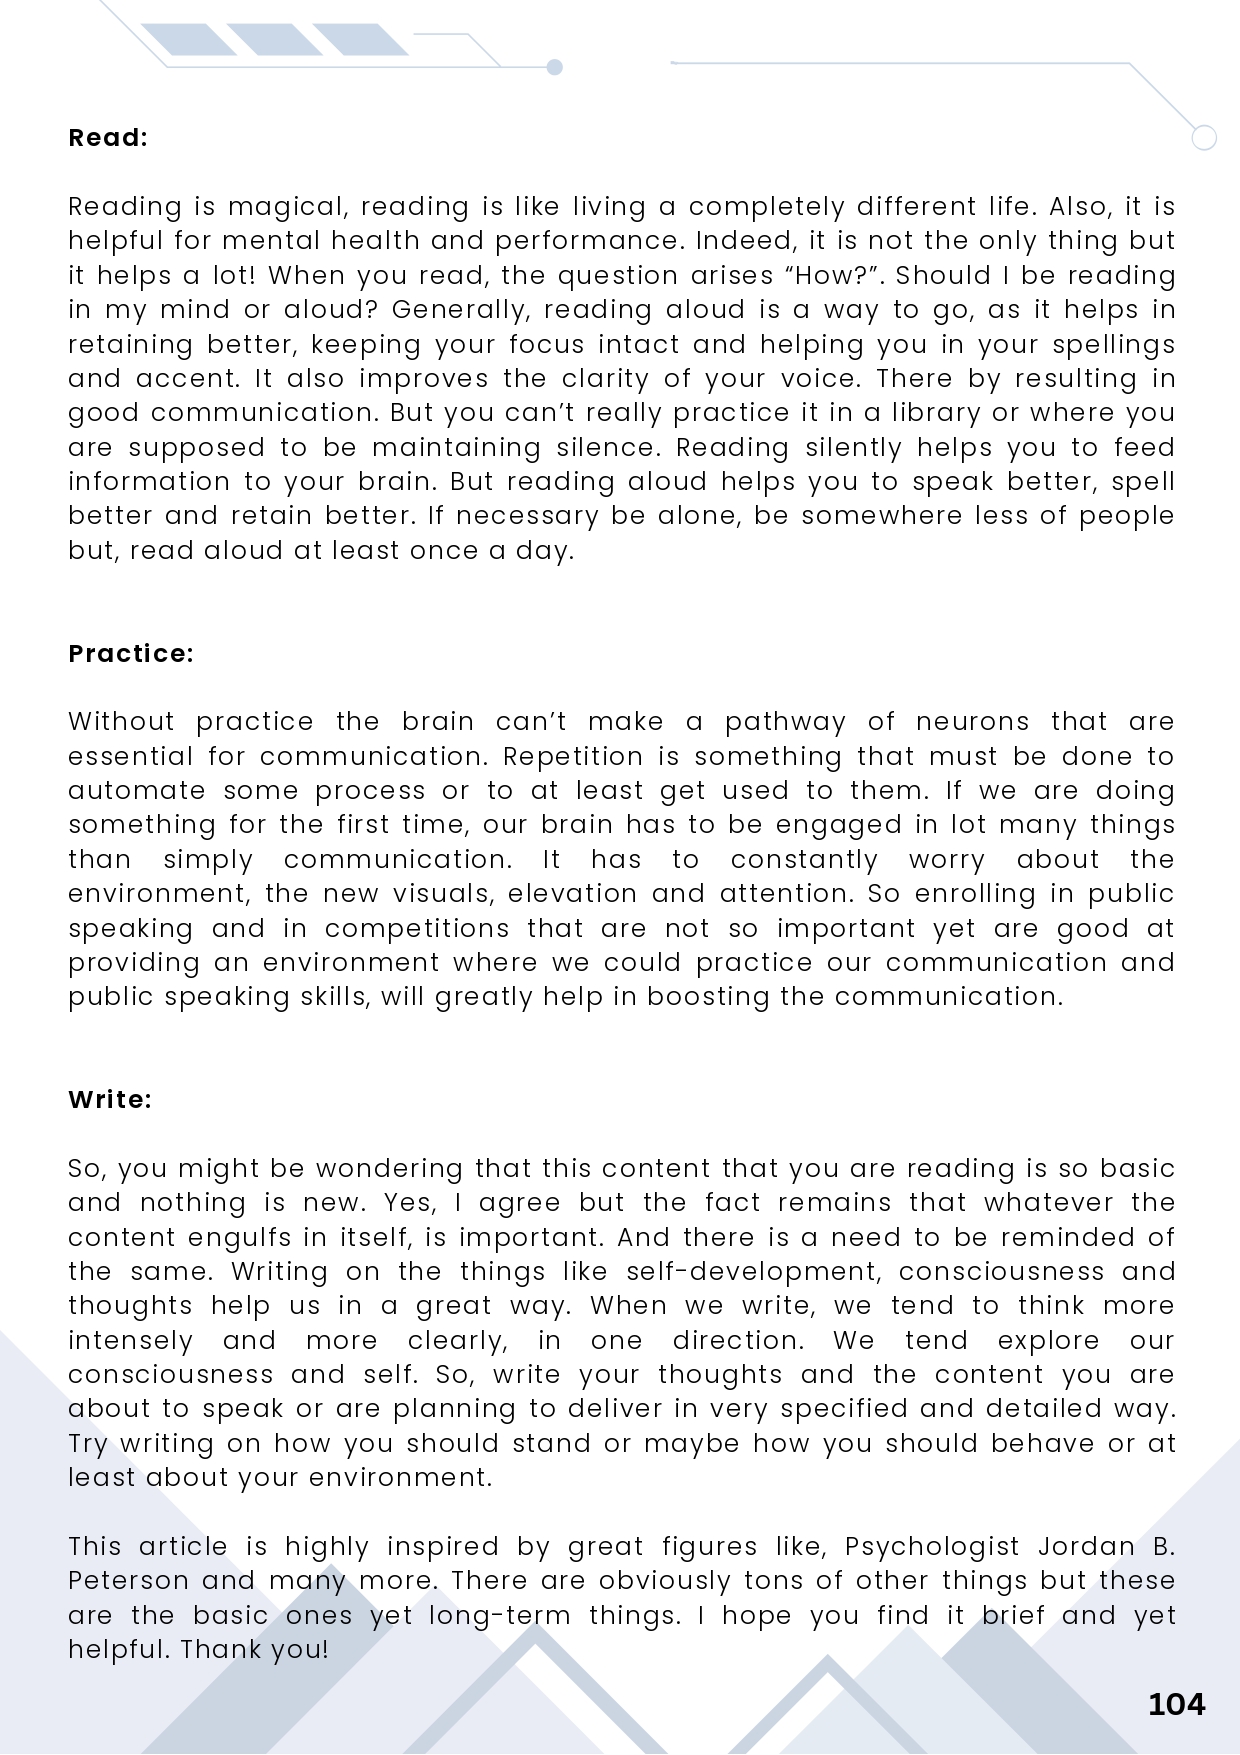 Read:
Reading is magical, reading is like living a completely different life. Also, it is
helpful for mental health and performance. Indeed, it is not the only thing but
it helps a lot! When you read, the question arises “How?”. Should I be reading
in my mind or aloud? Generally, reading aloud is a way to go, as it helps in
retaining better, keeping your focus intact and helping you in your spellings
and accent. It also improves the clarity of your voice. There by resulting in
good communication. But you can’t really practice it in a library or where you
are supposed to be maintaining silence. Reading silently helps you to feed
information to your brain. But reading aloud helps you to speak better, spell
better and retain better. If necessary be alone, be somewhere less of people
but, read aloud at least once a day.
Practice:
Without practice the brain can’t make a pathway of neurons that are
essential for communication. Repetition is something that must be done to
automate some process or to at least get used to them. If we are doing
something for the first time, our brain has to be engaged in lot many things
than simply communication. It has to constantly worry about the
environment, the new visuals, elevation and attention. So enrolling in public
speaking and in competitions that are not so important yet are good at
providing an environment where we could practice our communication and
public speaking skills, will greatly help in boosting the communication.
Write:
So, you might be wondering that this content that you are reading is so basic
and nothing is new. Yes, I agree but the fact remains that whatever the
content engulfs in itself, is important. And there is a need to be reminded of
the same. Writing on the things like self-development, consciousness and
thoughts help us in a great way. When we write, we tend to think more
intensely and more clearly, in one direction. We tend explore our
consciousness and self. So, write your thoughts and the content you are
about to speak or are planning to deliver in very specified and detailed way.
Try writing on how you should stand or maybe how you should behave or at
least about your environment.
This article is highly inspired by great figures like, Psychologist Jordan B.
Peterson and many more. There are obviously tons of other things but these
are the basic ones yet long-term things. I hope you find it brief and yet
helpful. Thank you!
104